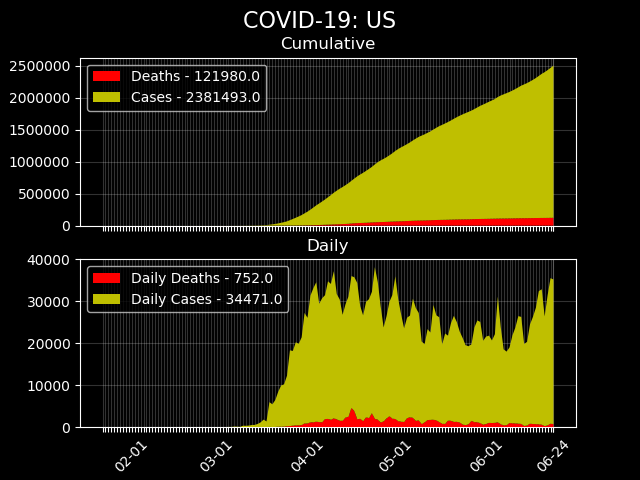 COVID-19: US
Cumulative
2500000
2000000
1500000
1000000
500000
0
Deaths - 121980.0
Cases - 2381493.0
Daily
40000
30000
20000
10000
0
Daily Deaths - 752.0
Daily Cases - 34471.0
02-01
03-01
04-01
05-01
06-01
06-24